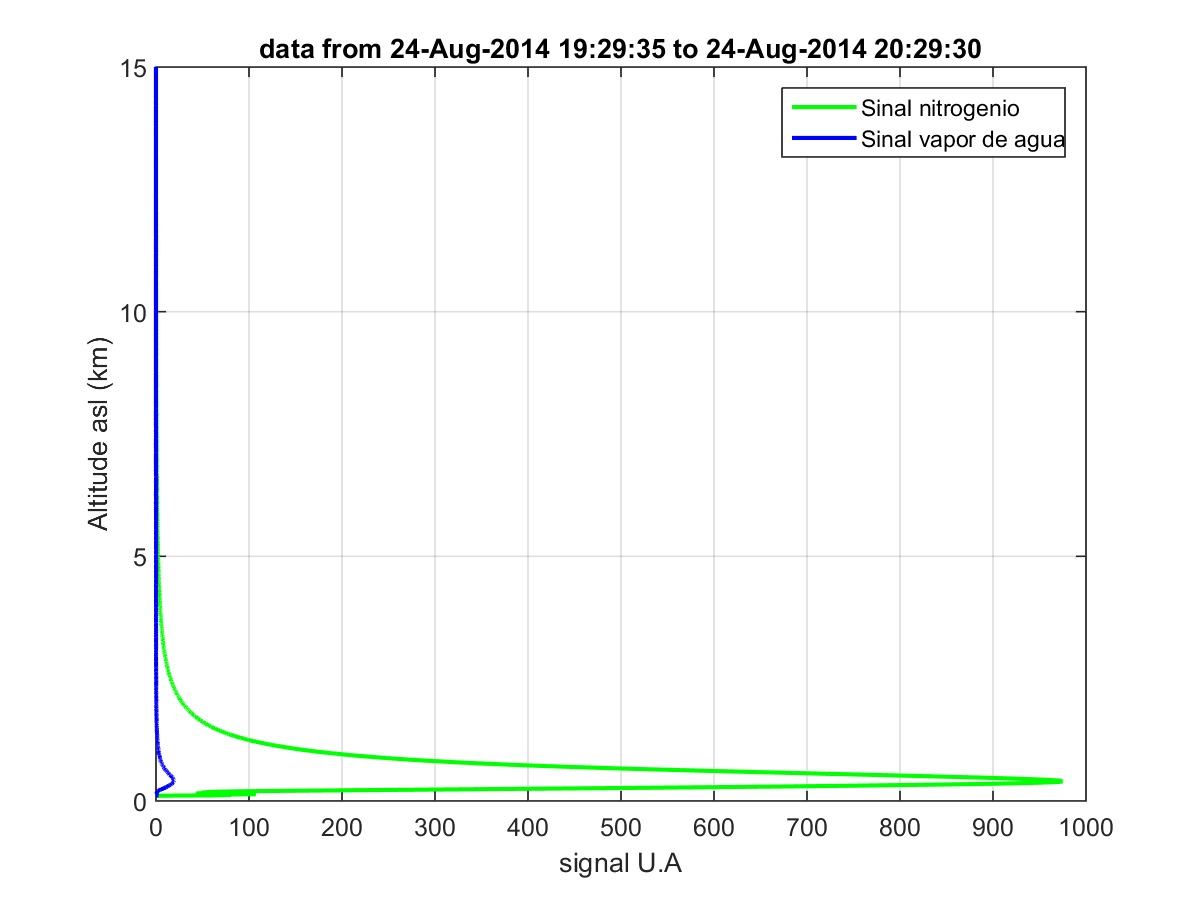 data from 24-Aug-2014 19:29:35 to 24-Aug-2014 20:29:30
Sinal nitrogenio
Sinal vapor de agua
Altitude asl (km)
15
10
5
0
0 100 200 300 400 500 600 700 800 900 1000
signal U.A